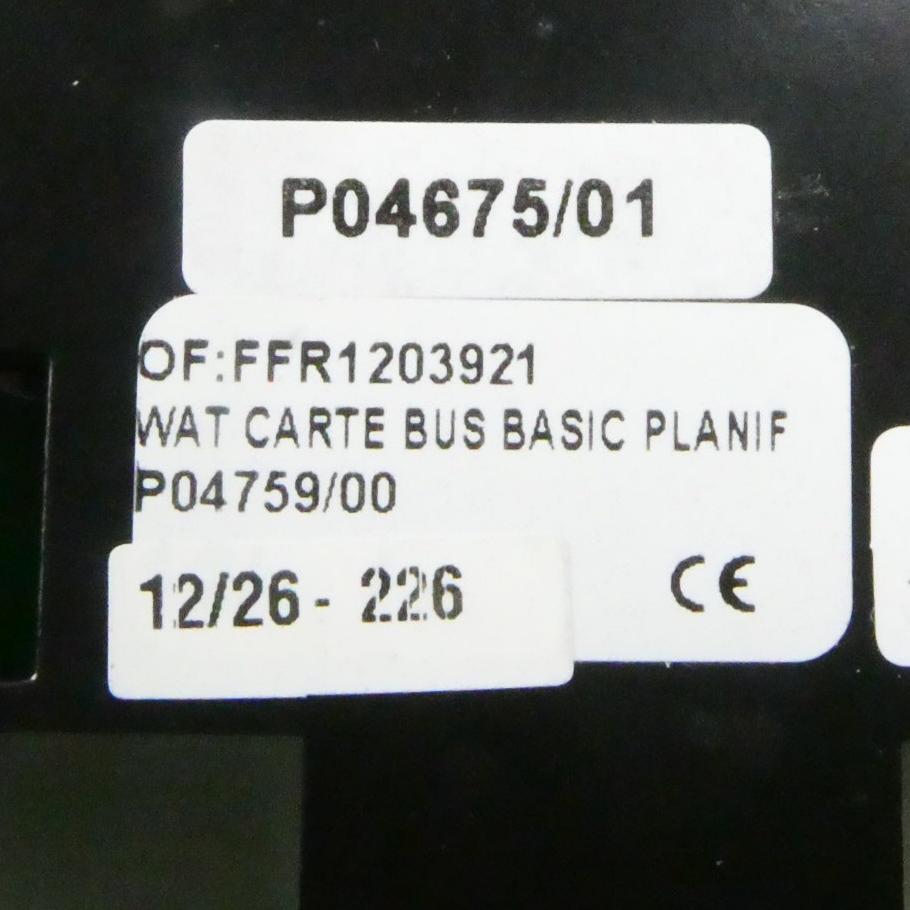 P04675/01
OF:FFR1203921
WAT CARTE BUS BASIC PLANIF
P04759/00
12/26- 226
CE